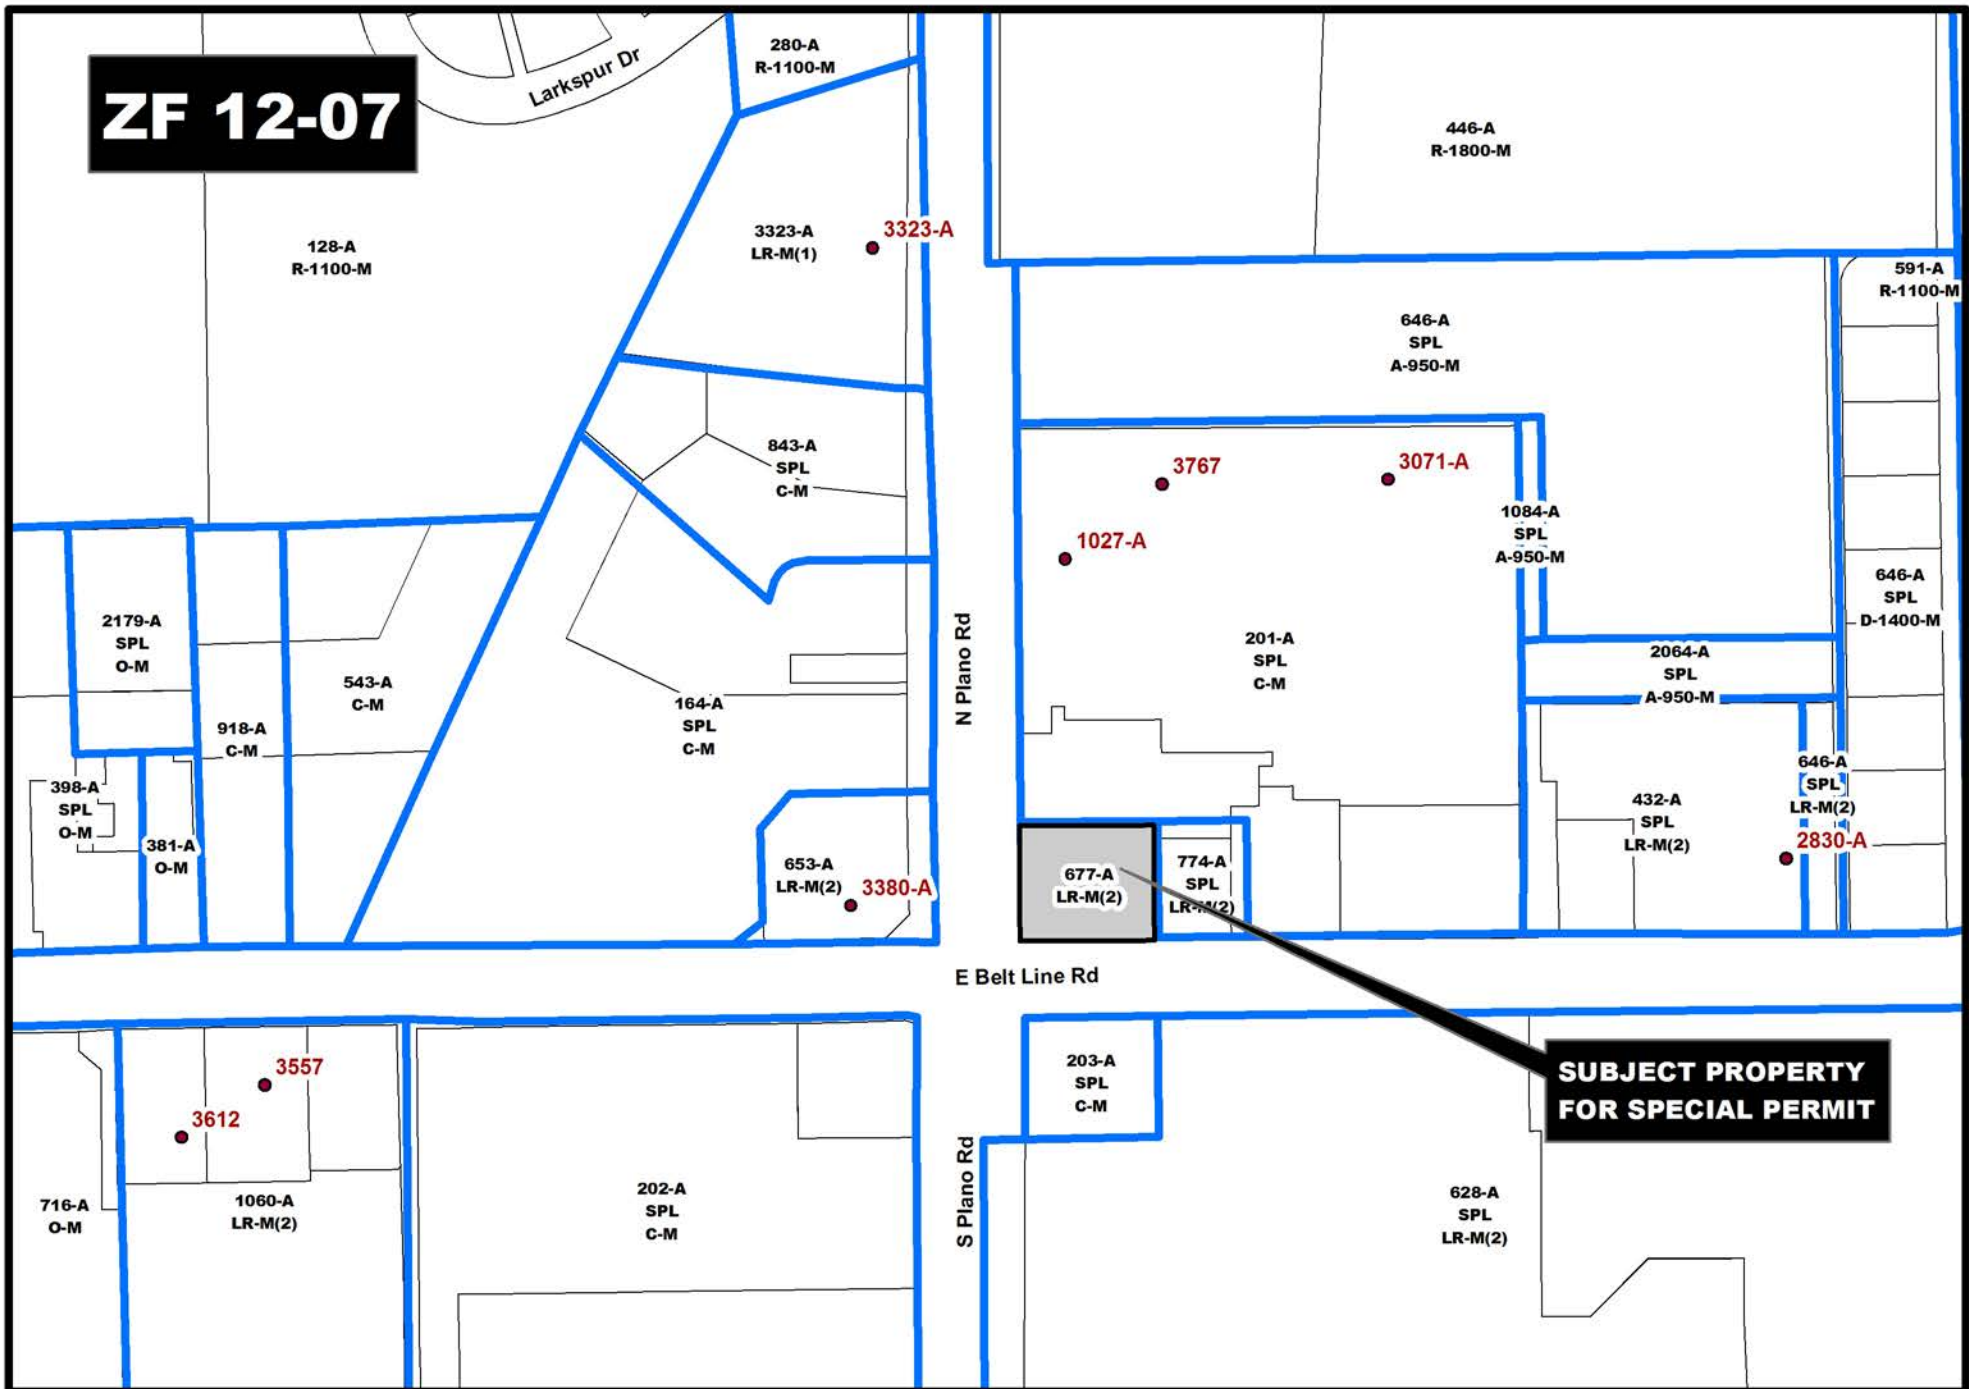 ZF 12-07
Larkspur Dr
280-A
R-1100-M
446-A
R-1800-M
128-A
R-1100-M
3323-A
LR-M(1)
3323-A
591-A
R-1100-M
646-A
SPL
A-950-M
843-A
SPL
C-M
3767
3071-A
1027-A
1084-A
SPL
A-950-M
646-A
SPL
D-1400-M
2179-A
SPL
O-M
543-A
C-M
918-A
C-M
164-A
SPL
C-M
N Plano Rd
201-A
SPL
C-M
2064-A
SPL
A-950-M
398-A
SPL
O-M
381-A
O-M
653-A
LR-M(2)
3380-A
677-A
LR-M(2)
774-A
SPL
LR-M(2)
432-A
SPL
LR-M(2)
646-A
SPL
LR-M(2)
2830-A
E Belt Line Rd
3557
3612
203-A
SPL
C-M
SUBJECT PROPERTY
FOR SPECIAL PERMIT
716-A
O-M
1060-A
LR-M(2)
202-A
SPL
C-M
S Plano Rd
628-A
SPL
LR-M(2)